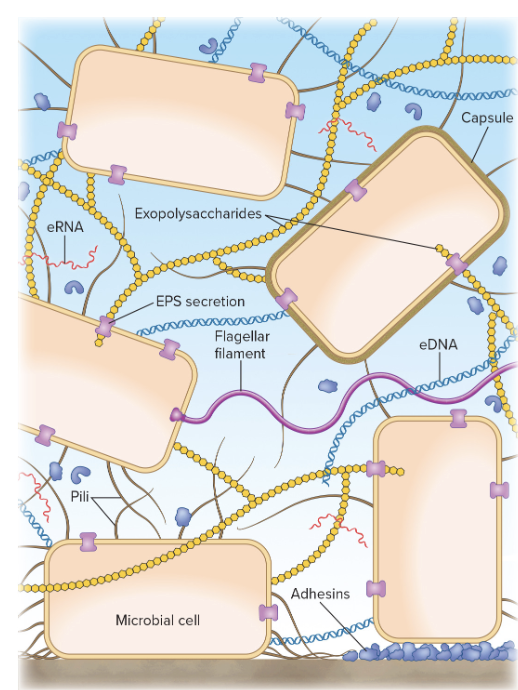 Capsule
Exopolysaccharides
eRNA
EPS secretion
Flagellar
filament
eDNA
Pili
Adhesins
Microbial cell